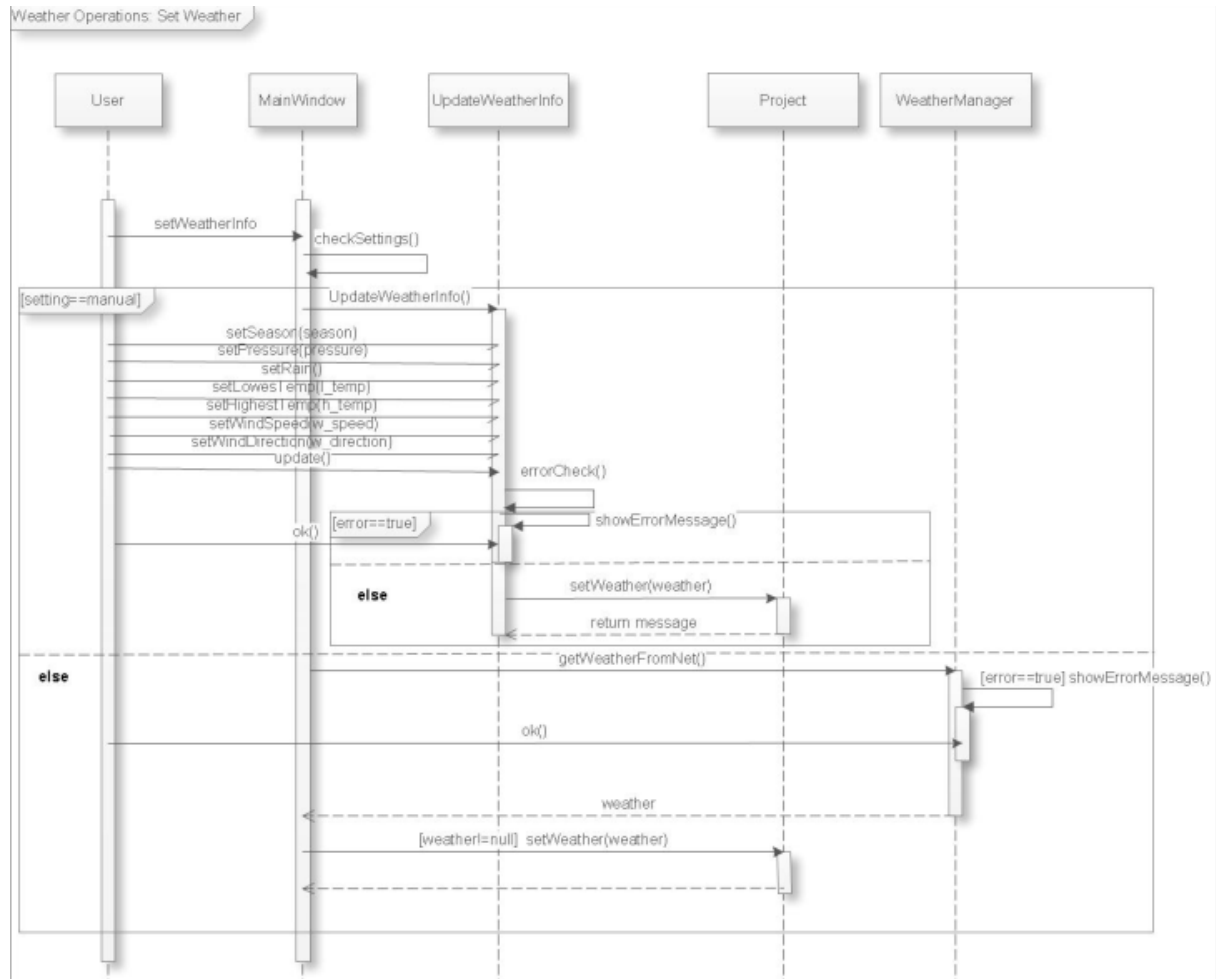 Weather Operations: Set Weather
User
MainWindow
UpdateWeatherInfo
Project
WeatherManager
setWeatherInfo
checkSettings()
[setting==manual]
UpdateWeatherInfo()
setSeason(season)
setPressure(pressure)
setRain()
setLowesTemp(l_temp)
setHighestTemp(h_temp)
setWindSpeed(w_speed)
setWindDirection(w_direction)
update()
errorCheck()
[error==true]
showErrorMessage()
ok()
else
setWeather(weather)
return message
getWeatherFromNet()
else
[error==true] showErrorMessage()
ok()
weather
[weather!=null] setWeather(weather)